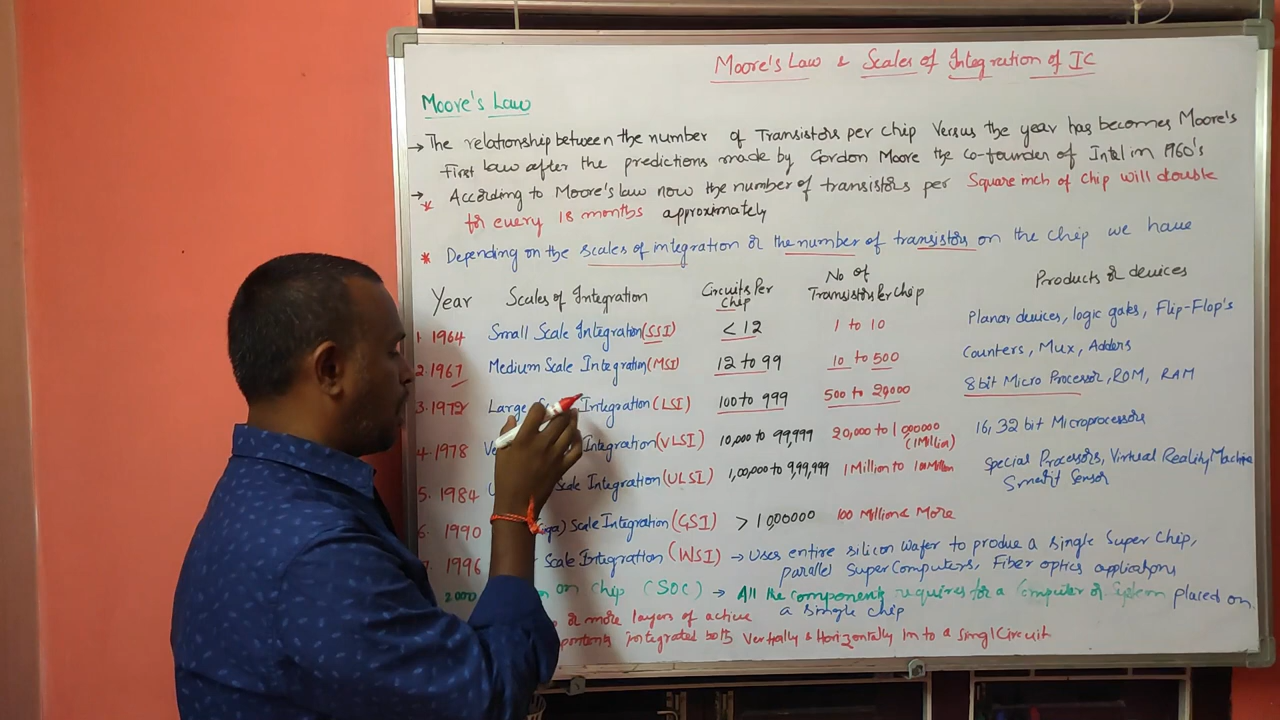 Moore's Law & Scales of Integration of IC
Moore's Law
→ The relationship between the number of Transistors per chip Versus the year has becomes Moore's
First law after the predictions made by Gordon Moore the co-founder of Intel in 1960's
→ * According to Moore's law now the number of transistors per Square inch of chip will double
for every 18 months approximately
* Depending on the scales of integration or the number of transistors on the chip we have
Year Scales of Integration Circuits Per Chip No of Transistors Per chip Products or devices
1. 1964 Small Scale Integration (SSI) < 12 1 to 10 Planar devices, logic gates, Flip-Flop's
2. 1967 Medium Scale Integration (MSI) 12 to 99 10 to 500 Counters, Mux, Adders
3. 1972 Large Scale Integration (LSI) 100 to 999 500 to 20,000 8 bit Micro Processor, ROM, RAM
4. 1978 Integration (VLSI) 10,000 to 99,999 20,000 to 1000000 (1 Million) 16, 32 bit Microprocessors
5. 1984 Scale Integration (ULSI) 1,00,000 to 9,99,999 1 Million to 100 Million Special Processors, Virtual Reality, Machine
Smart Sensor
6. 1990 Scale Integration (GSI) > 10,00000 100 Million & More
1996 Scale Integration (WSI) → Uses entire silicon wafer to produe a single Super Chip,
parallel Super Computers, Fiber optics applications
2000 on chip (SOC) → All the components requires for a Computer or System placed on
a single chip
or more layers of active
integrated both Vertially & Horizontally in to a Singl Circuit